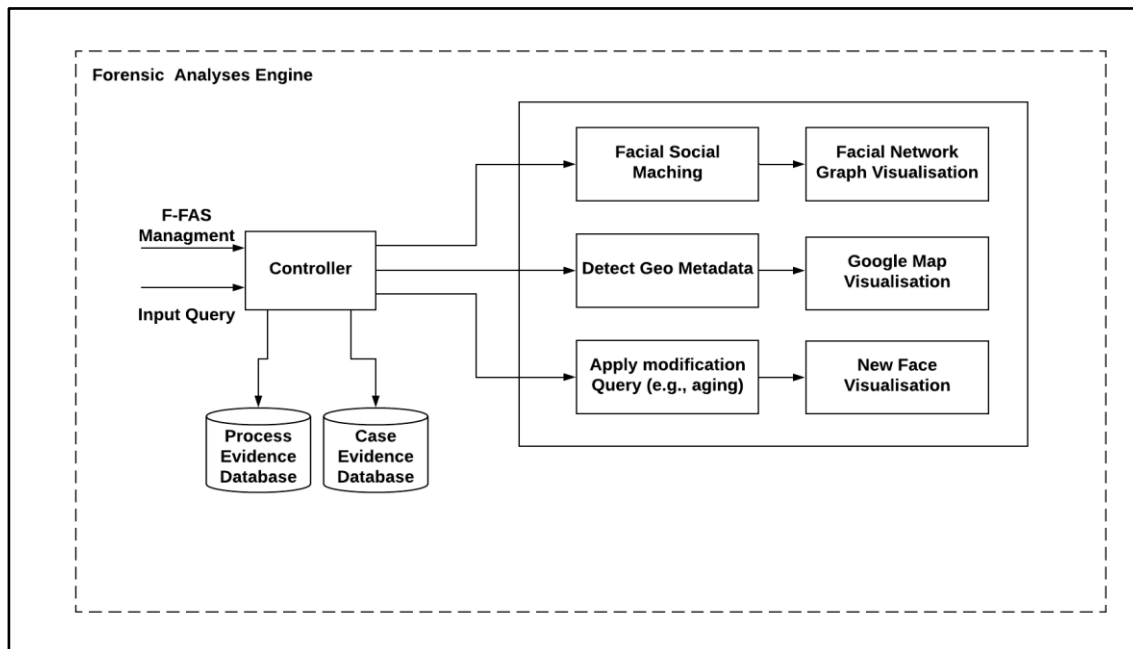 Forensic Analyses Engine
Facial Social
Maching
Facial Network
Graph Visualisation
F-FAS
Managment
Controller
Input Query
Detect Geo Metadata
Google Map
Visualisation
Apply modification
Query (e.g., aging)
New Face
Visualisation
Process
Evidence
Database
Case
Evidence
Database